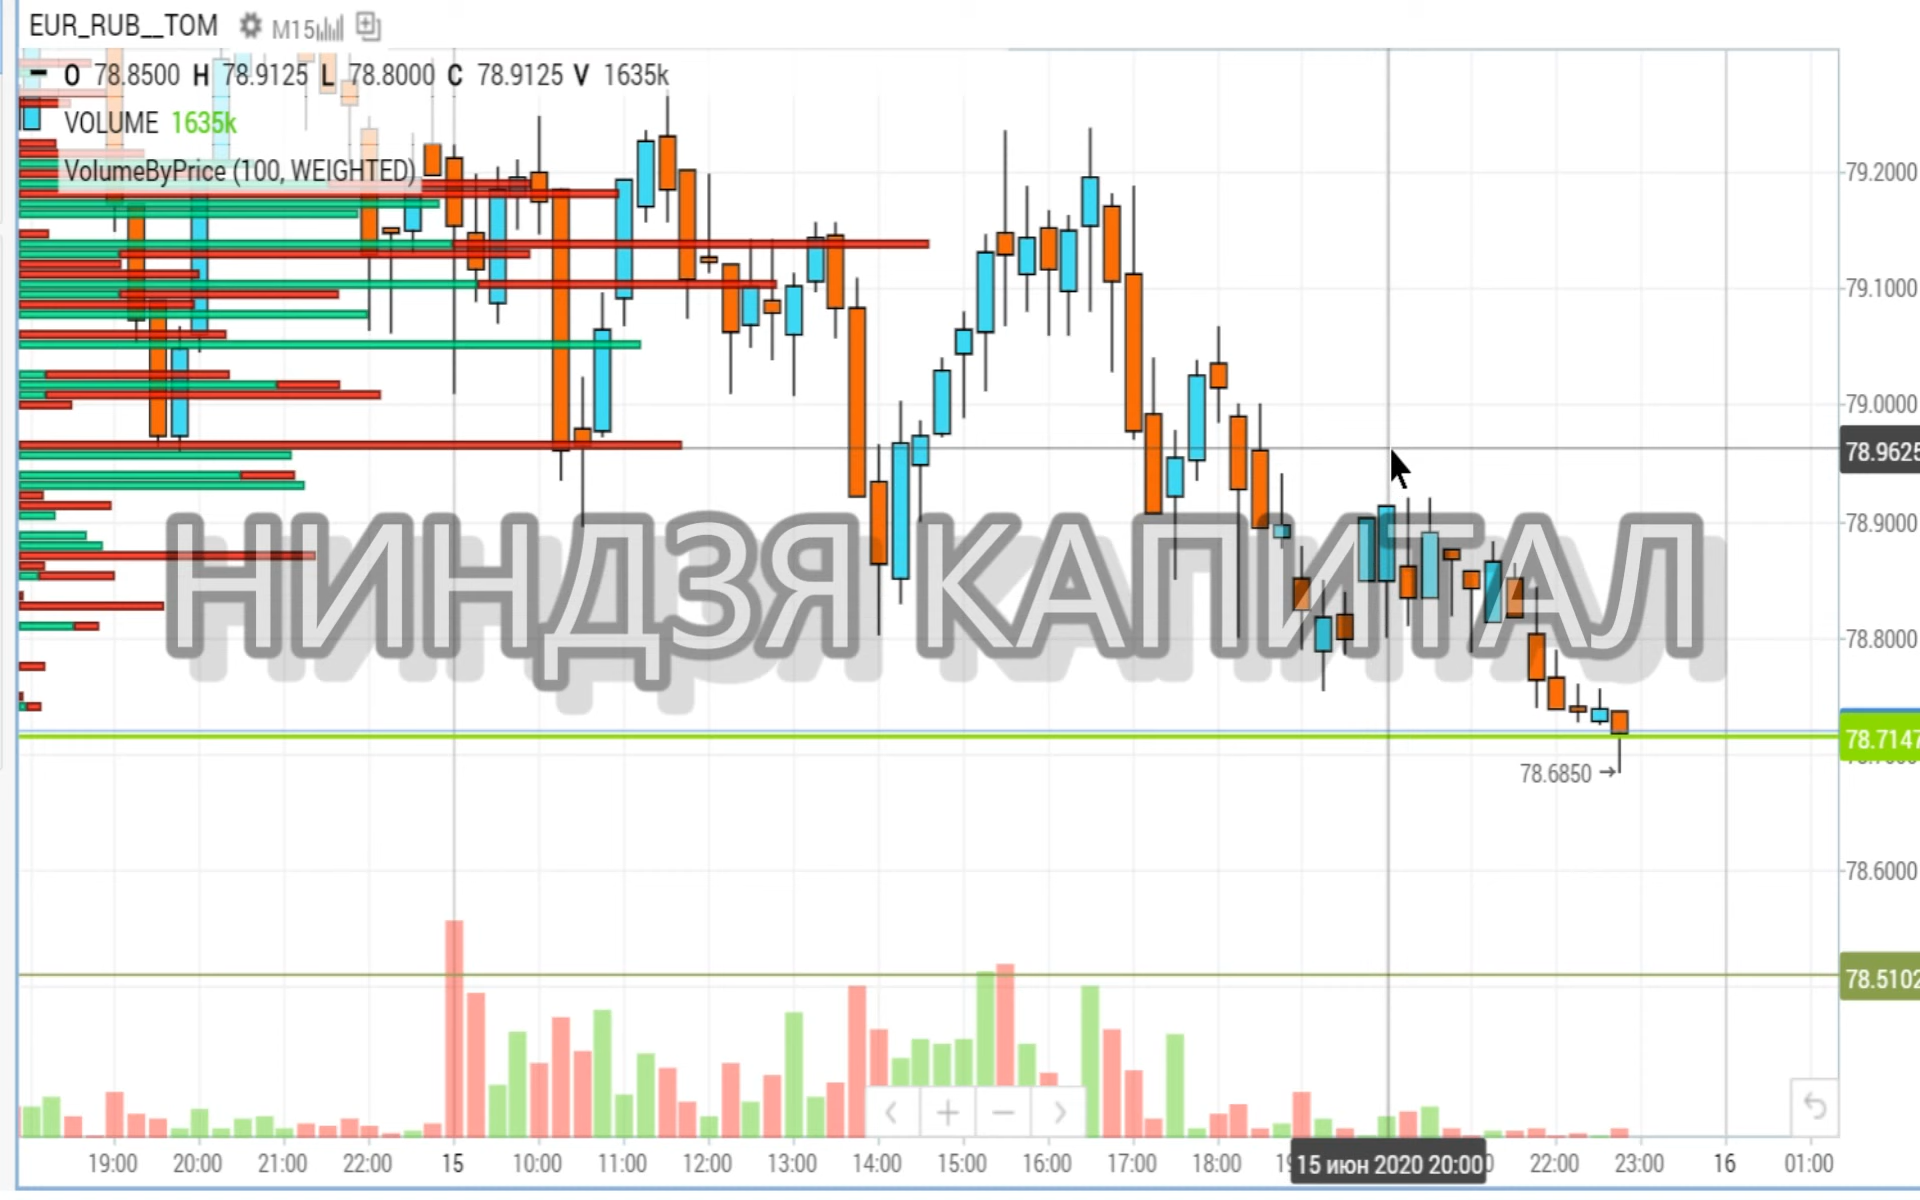 EUR_RUB__TOM M15
O 78.8500 H 78.9125 L 78.8000 C 78.9125 V 1635k
VOLUME 1635k
VolumeByPrice (100, WEIGHTED)
79.2000
79.1000
79.0000
78.9625
78.9000
НИНДЗЯ КАПИТАЛ
78.8000
78.7147
78.6850
78.6000
78.5102
19:00 20:00 21:00 22:00 15 10:00 11:00 12:00 13:00 14:00 15:00 16:00 17:00 18:00 15 июн 2020 20:00 22:00 23:00 16 01:00